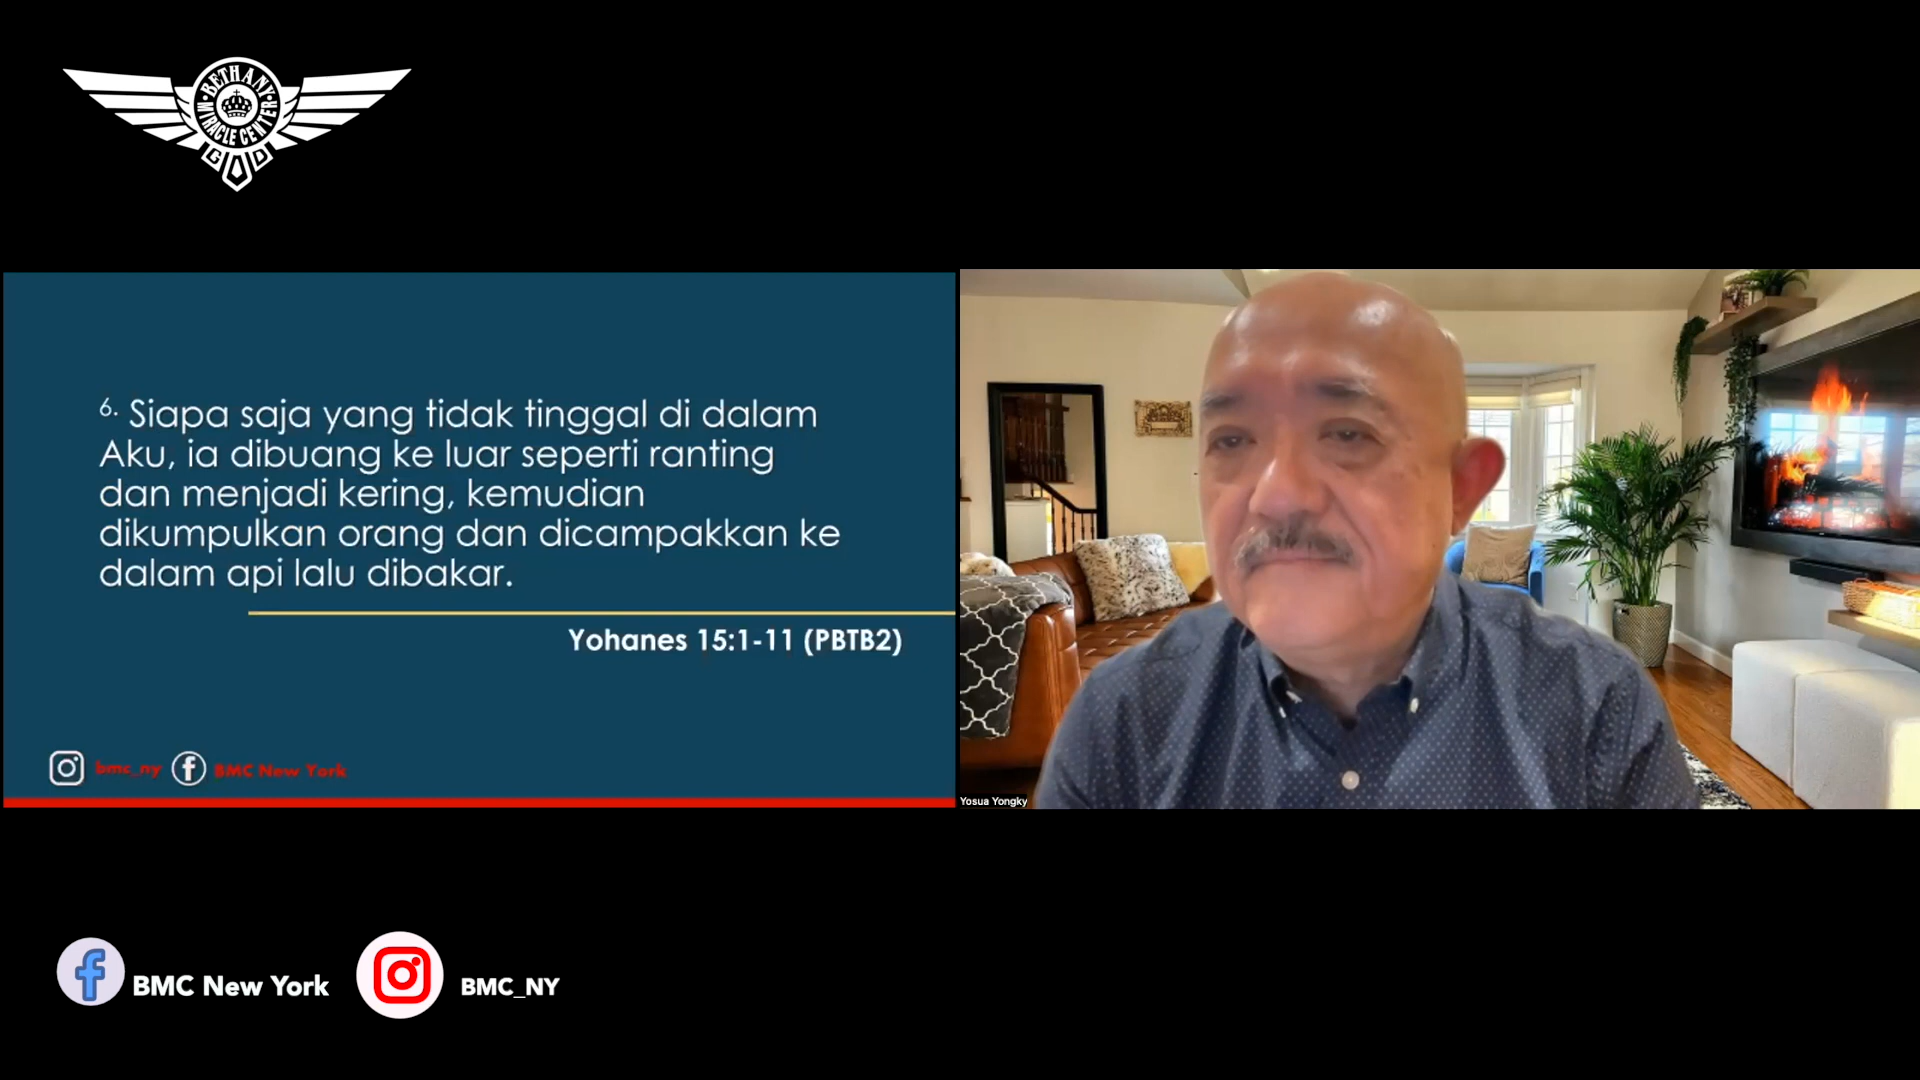 BETHANY
MIRACLE CENTER
GAD
6. Siapa saja yang tidak tinggal di dalam
Aku, ia dibuang ke luar seperti ranting
dan menjadi kering, kemudian
dikumpulkan orang dan dicampakkan ke
dalam api lalu dibakar.
Yohanes 15:1-11 (PBTB2)
bmc_ny BMC New York
Yosua Yongky
BMC New York BMC_NY